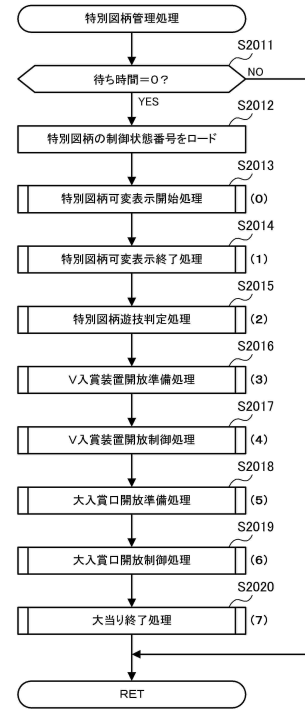 特別図柄管理処理
S2011
待ち時間=0？
NO
YES
S2012
特別図柄の制御状態番号をロード
S2013
特別図柄可変表示開始処理
(0)
S2014
特別図柄可変表示終了処理
(1)
S2015
特別図柄遊技判定処理
(2)
S2016
V入賞装置開放準備処理
(3)
S2017
V入賞装置開放制御処理
(4)
S2018
大入賞口開放準備処理
(5)
S2019
大入賞口開放制御処理
(6)
S2020
大当り終了処理
(7)
RET